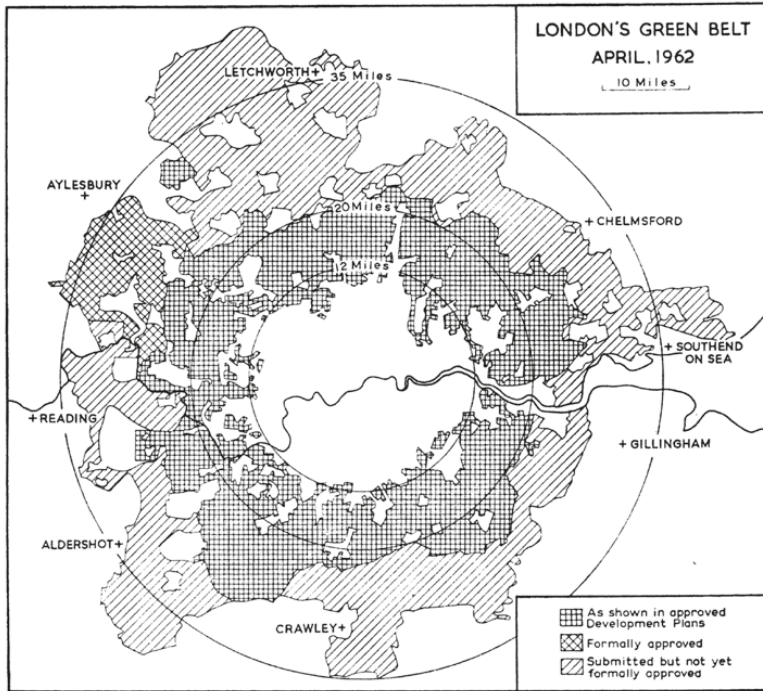 LONDON'S GREEN BELT
APRIL, 1962
10 Miles
LETCHWORTH+
35 Miles
AYLESBURY
+
20 Miles
+ CHELMSFORD
12 Miles
+ SOUTHEND
ON SEA
+READING
+ GILLINGHAM
ALDERSHOT+
CRAWLEY+
As shown in approved
Development Plans
Formally approved
Submitted but not yet
formally approved